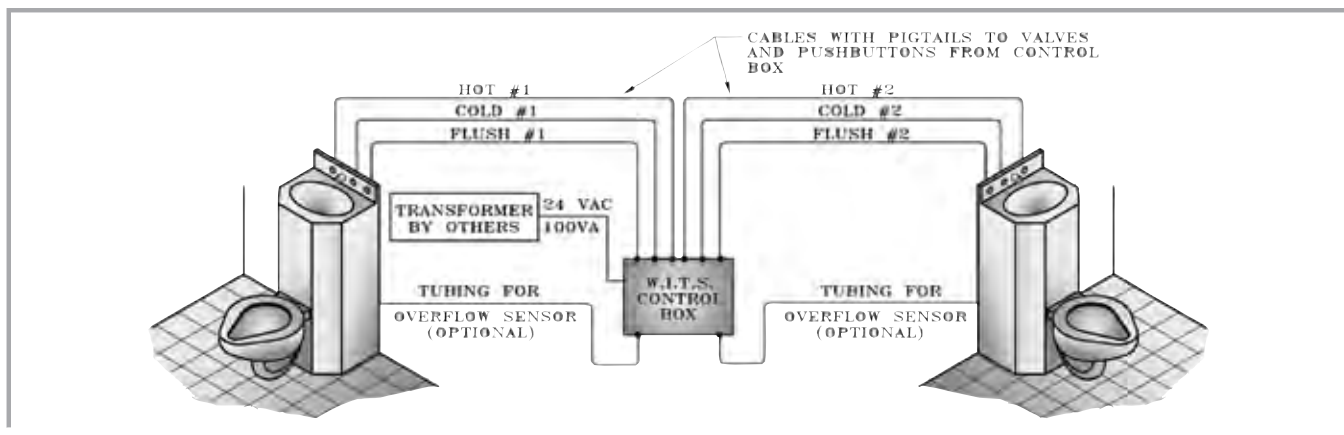 CABLES WITH PIGTAILS TO VALVES
AND PUSHBUTTONS FROM CONTROL
BOX
HOT #1
COLD #1
FLUSH #1
HOT #2
COLD #2
FLUSH #2
TRANSFORMER
BY OTHERS
24 VAC
100VA
W.I.T.S.
CONTROL
BOX
TUBING FOR
OVERFLOW SENSOR
(OPTIONAL)
TUBING FOR
OVERFLOW SENSOR
(OPTIONAL)